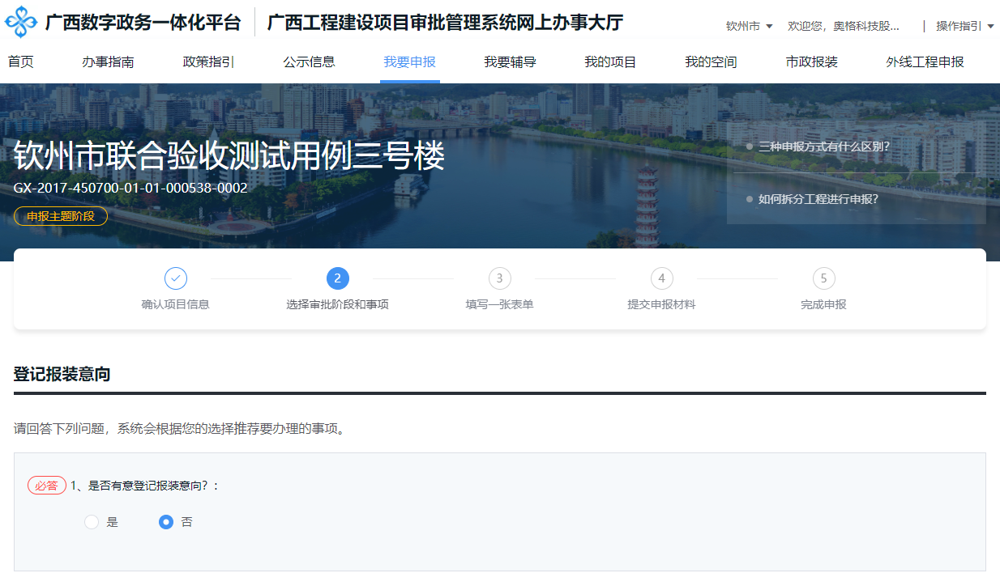 广西数字政务一体化平台 广西工程建设项目审批管理系统网上办事大厅 钦州市 欢迎您，奥格科技股... | 操作指引
首页 办事指南 政策指引 公示信息 我要申报 我要辅导 我的项目 我的空间 市政报装 外线工程申报
钦州市联合验收测试用例三号楼
GX-2017-450700-01-01-000538-0002
申报主题阶段
三种申报方式有什么区别?
如何拆分工程进行申报?
2 3 4 5
确认项目信息 选择审批阶段和事项 填写一张表单 提交申报材料 完成申报
登记报装意向
请回答下列问题，系统会根据您的选择推荐要办理的事项。
必答 1、是否有意登记报装意向？:
是 否